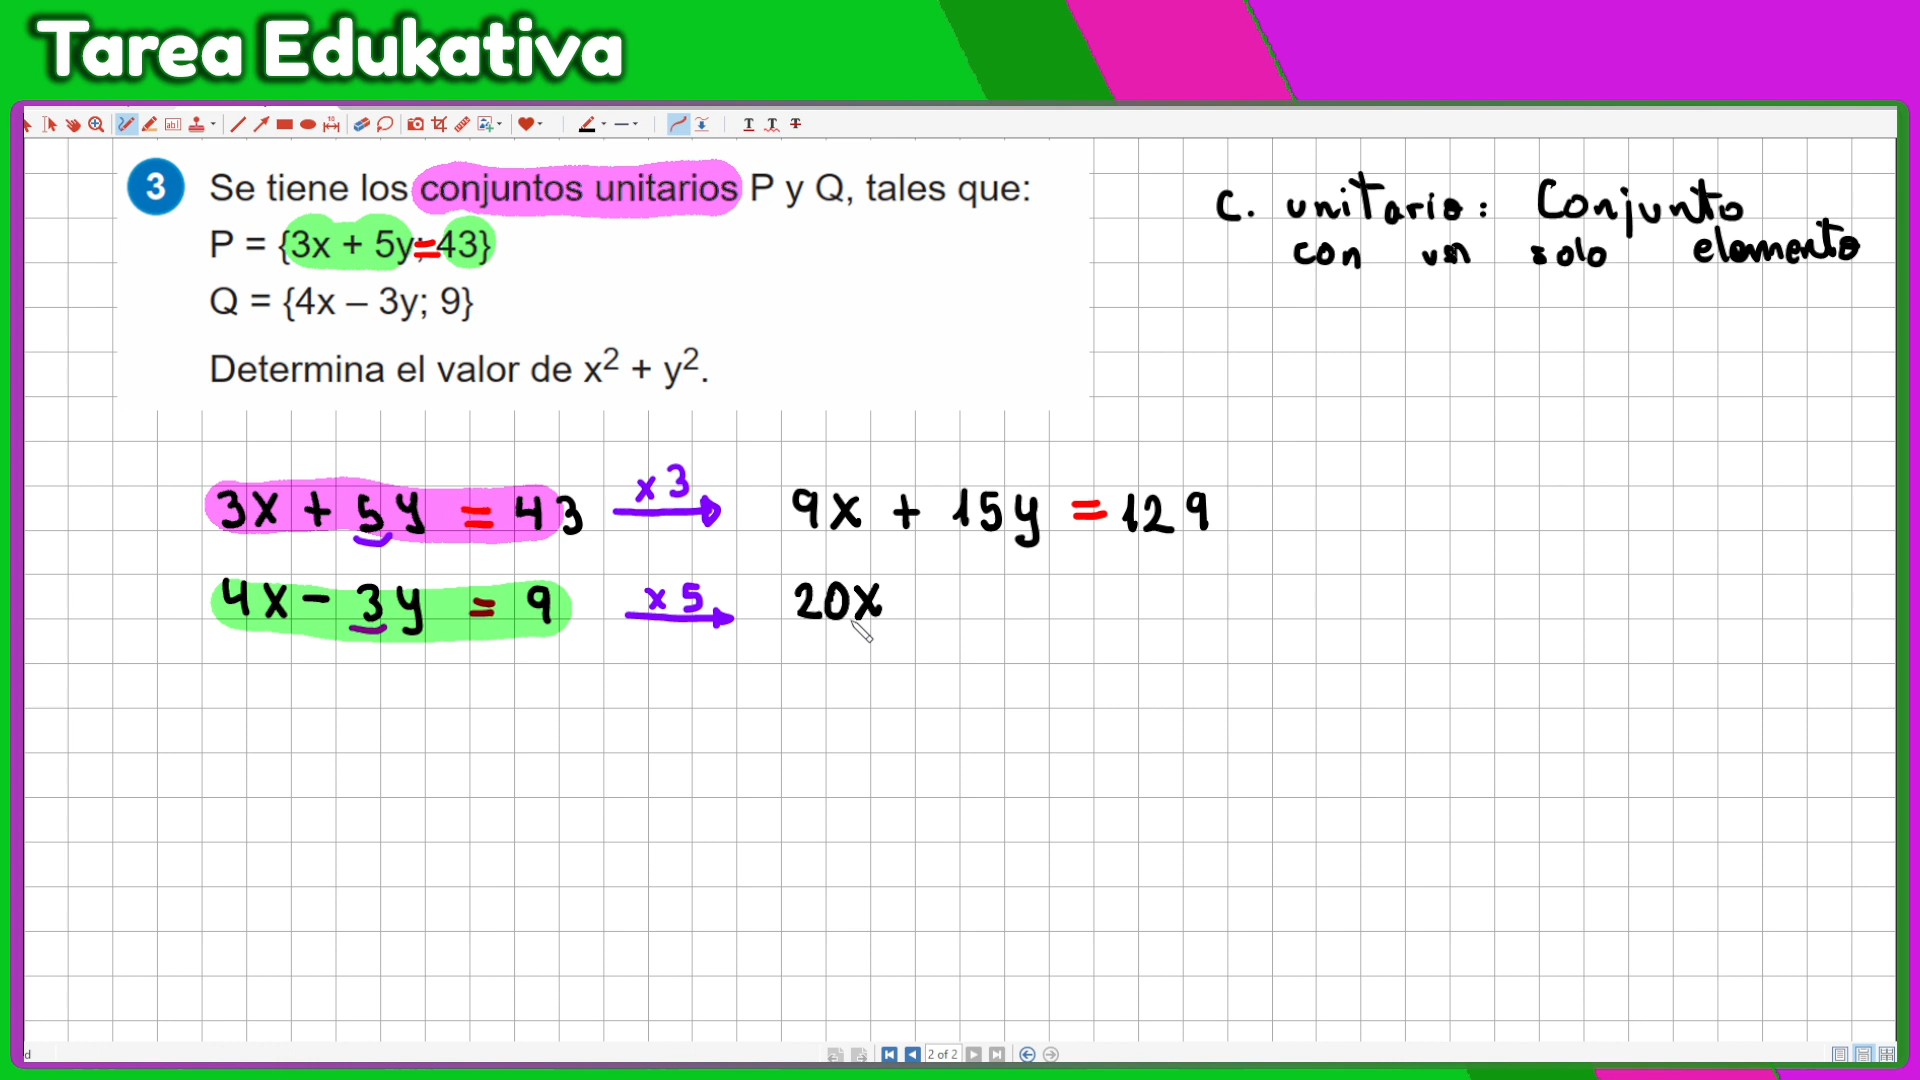 Tarea Edukativa
3 Se tiene los conjuntos unitarios P y Q, tales que:
P = {3x + 5y; = 43}
Q = {4x – 3y; 9}
Determina el valor de x² + y².
C. unitario: Conjunto
con un solo elemento
3x + 5y = 43 x 3 9x + 15y = 129
4x - 3y = 9 x 5 20x
2 of 2